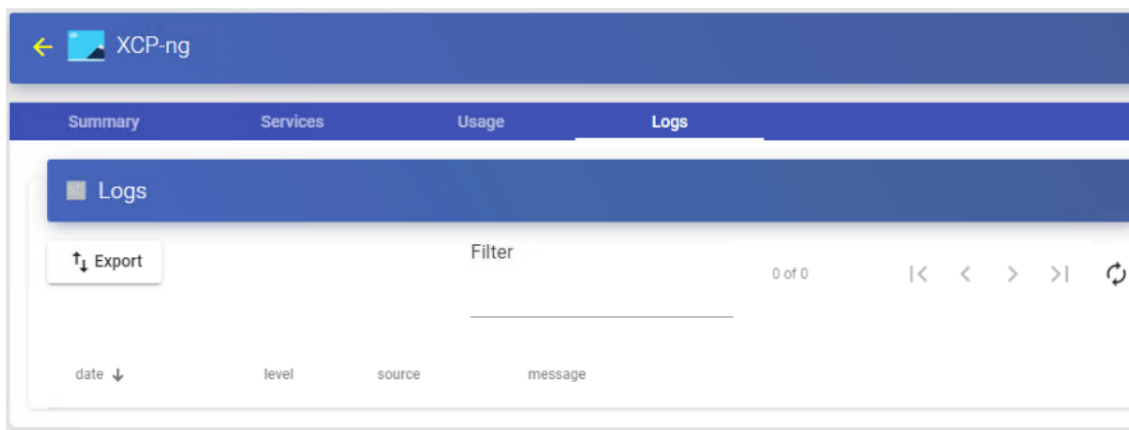 XCP-ng
Summary Services Usage Logs
Logs
Export
Filter
0 of 0
date level source message